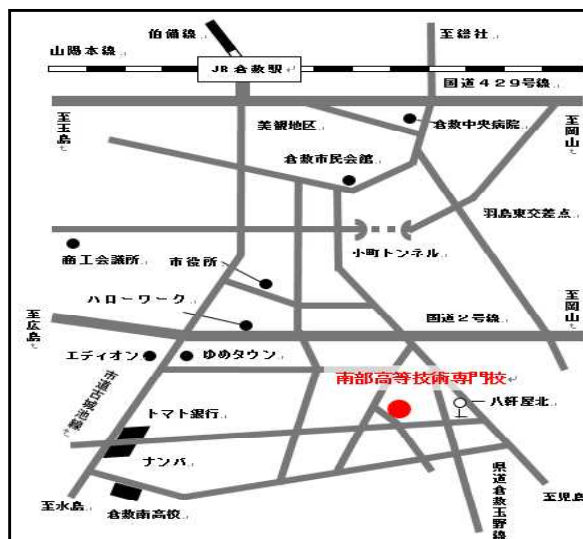 伯備線
至総社
山陽本線
JR倉敷駅
国道429号線
至玉島
美観地区
倉敷中央病院
至岡山
倉敷市民会館
羽島東交差点
小町トンネル
商工会議所
市役所
ハローワーク
至広島
国道2号線
至岡山
エディオン
ゆめタウン
南部高等技術専門校
市道古城池線
トマト銀行
八軒屋北
ナンバ
至水島
倉敷南高校
県道倉敷玉野線
至児島